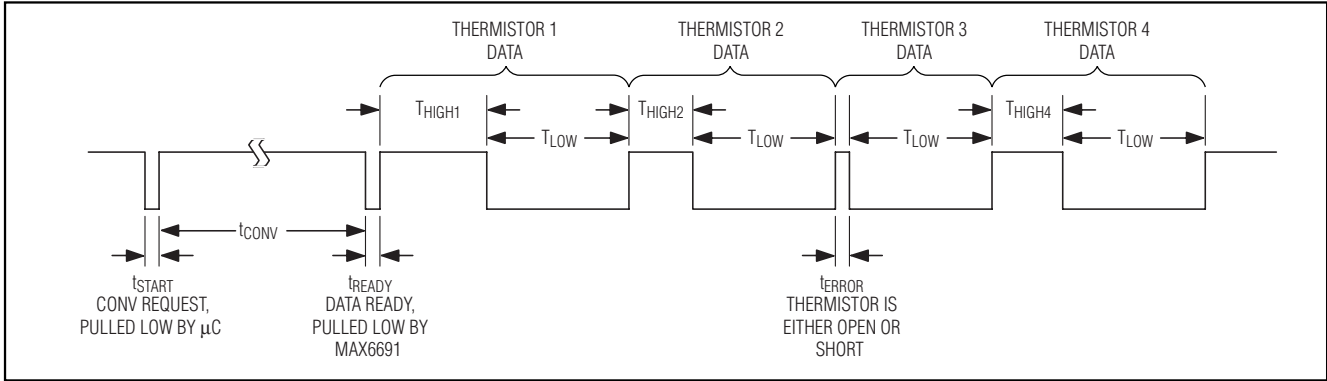 THERMISTOR 1
DATA
THERMISTOR 2
DATA
THERMISTOR 3
DATA
THERMISTOR 4
DATA
THIGH1
THIGH2
THIGH4
TLOW
TLOW
TLOW
TLOW
tCONV
tSTART
CONV REQUEST,
PULLED LOW BY μC
tREADY
DATA READY,
PULLED LOW BY
MAX6691
tERROR
THERMISTOR IS
EITHER OPEN OR
SHORT